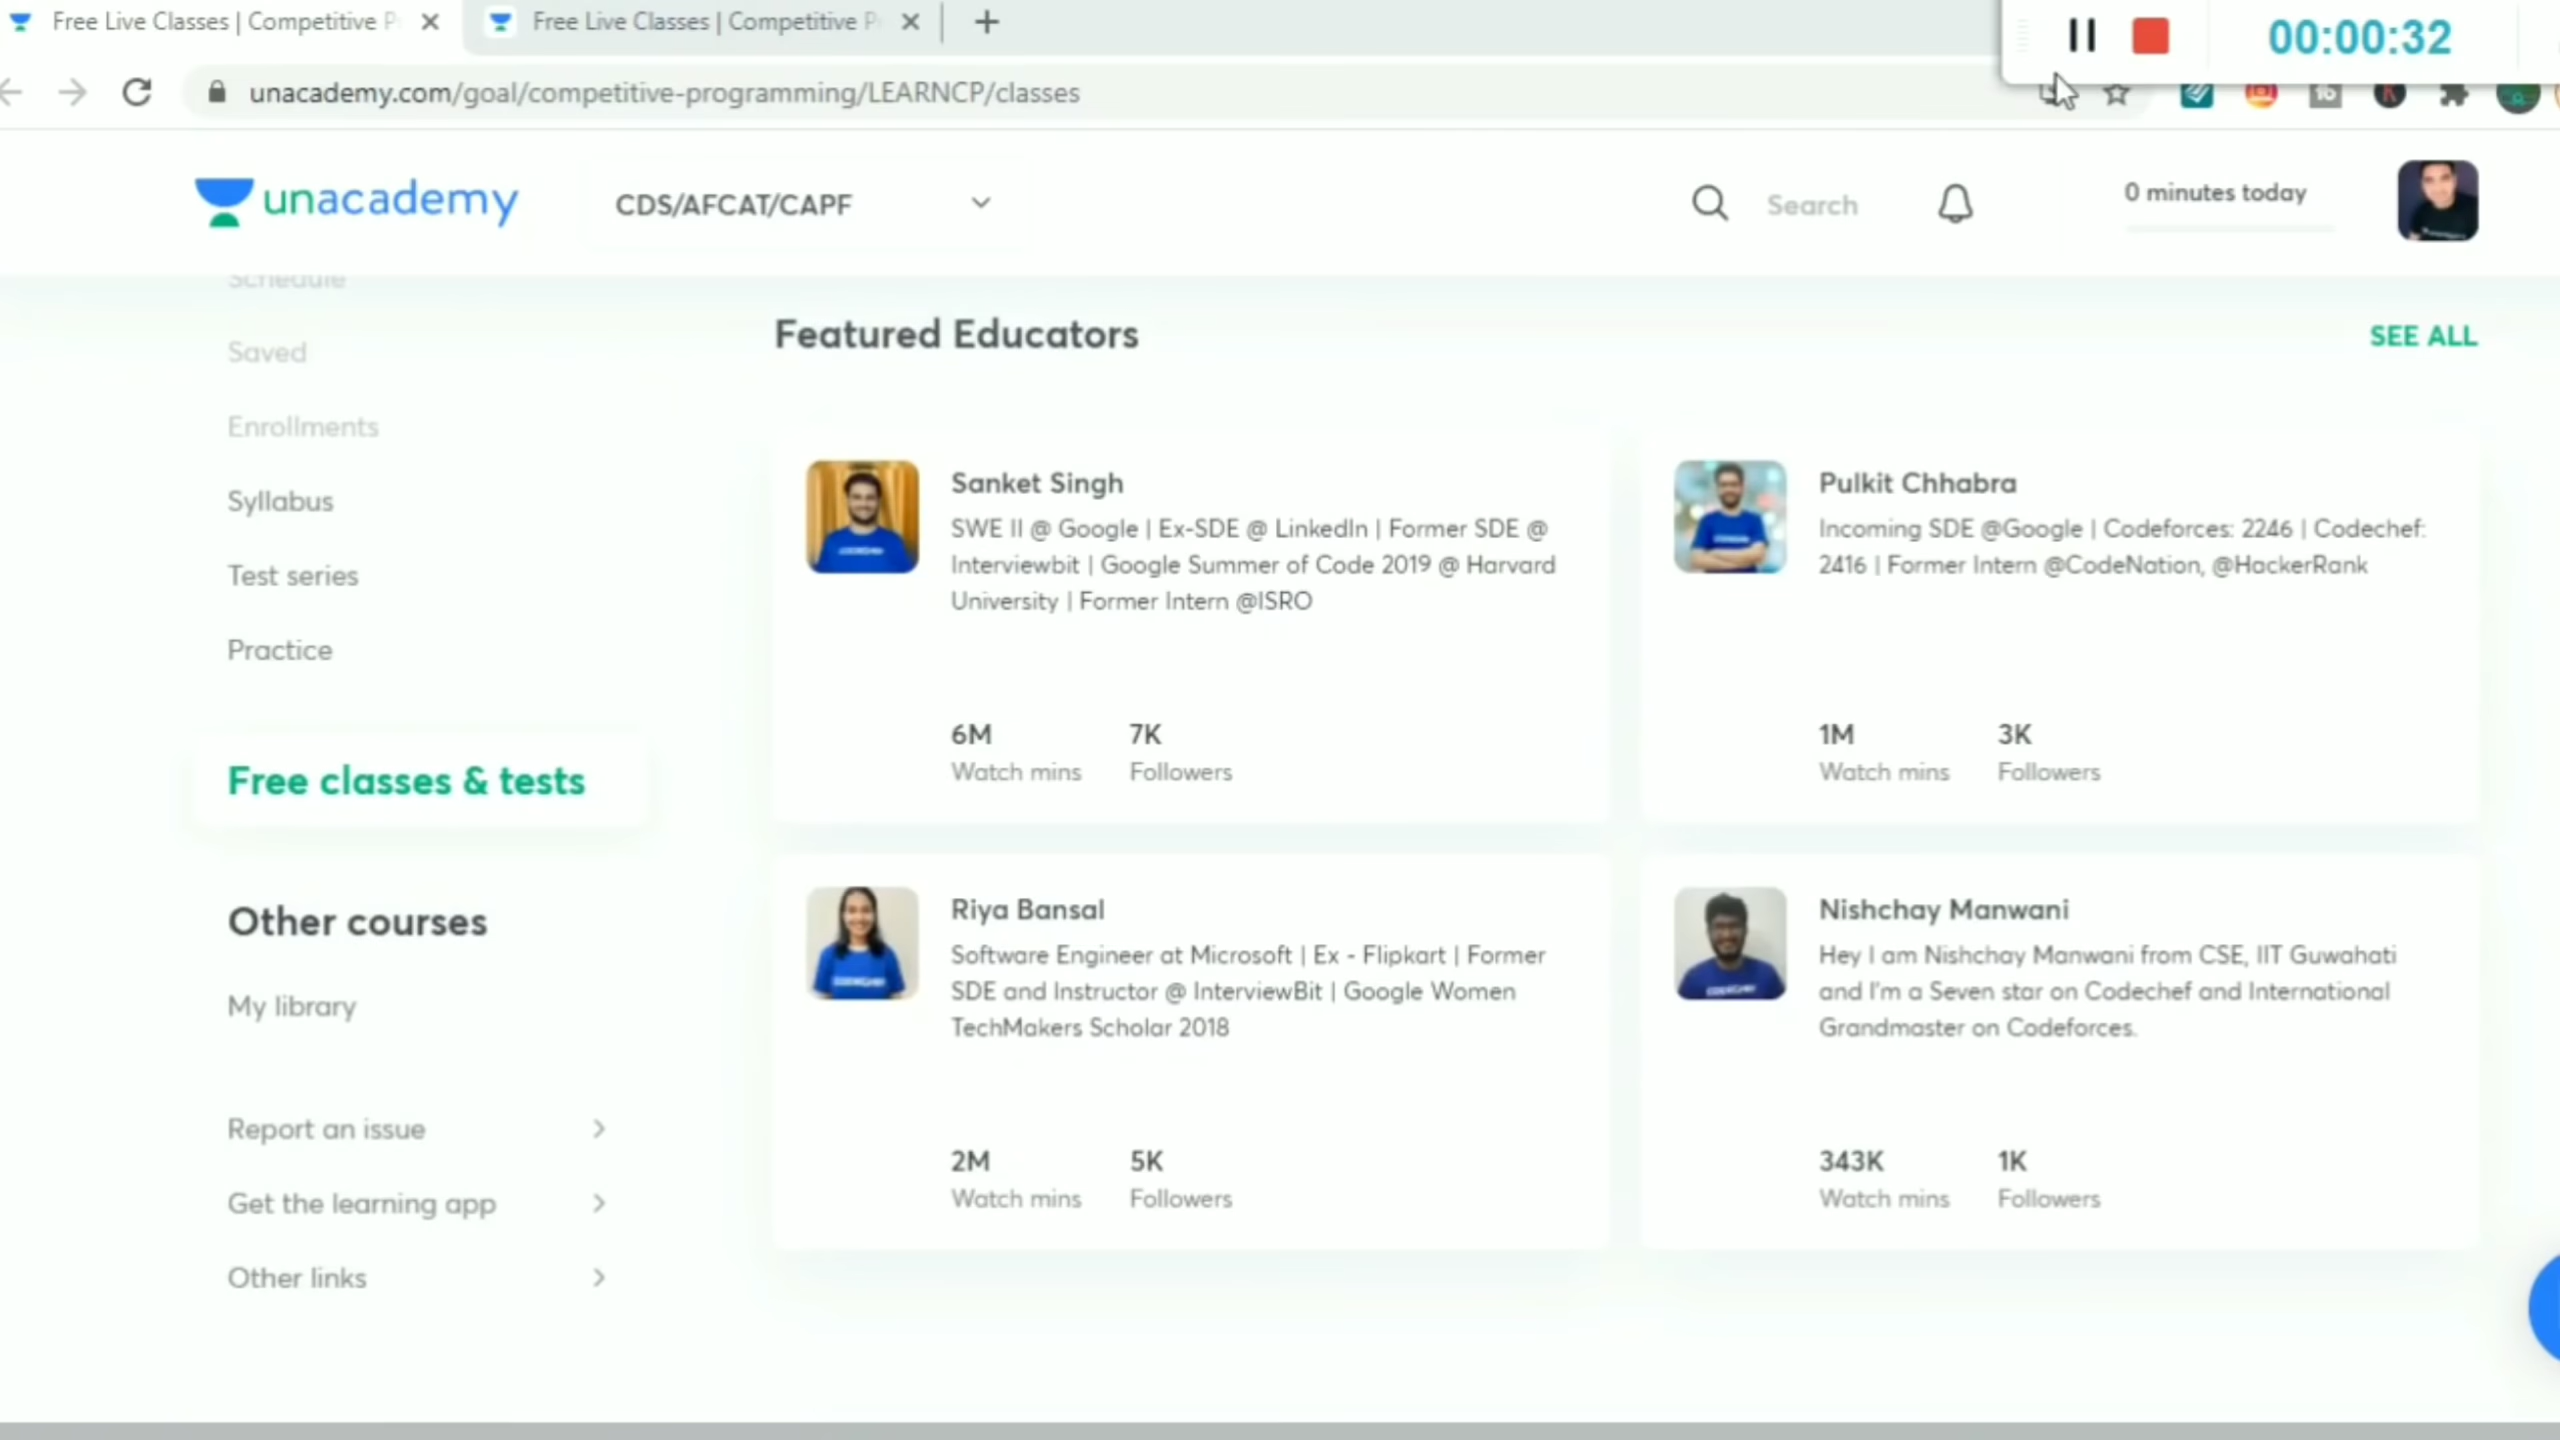 Free Live Classes | Competitive P
Free Live Classes | Competitive P
00:00:32
unacademy.com/goal/competitive-programming/LEARNCP/classes
unacademy
CDS/AFCAT/CAPF
Search
0 minutes today
Schedule
Saved
Enrollments
Syllabus
Test series
Practice
Free classes & tests
Other courses
My library
Report an issue
Get the learning app
Other links
Featured Educators
SEE ALL
Sanket Singh
SWE II @ Google | Ex-SDE @ LinkedIn | Former SDE @
Interviewbit | Google Summer of Code 2019 @ Harvard
University | Former Intern @ISRO
6M
7K
Watch mins
Followers
Pulkit Chhabra
Incoming SDE @Google | Codeforces: 2246 | Codechef:
2416 | Former Intern @CodeNation, @HackerRank
1M
3K
Watch mins
Followers
Riya Bansal
Software Engineer at Microsoft | Ex - Flipkart | Former
SDE and Instructor @ InterviewBit | Google Women
TechMakers Scholar 2018
2M
5K
Watch mins
Followers
Nishchay Manwani
Hey I am Nishchay Manwani from CSE, IIT Guwahati
and I'm a Seven star on Codechef and International
Grandmaster on Codeforces.
343K
1K
Watch mins
Followers